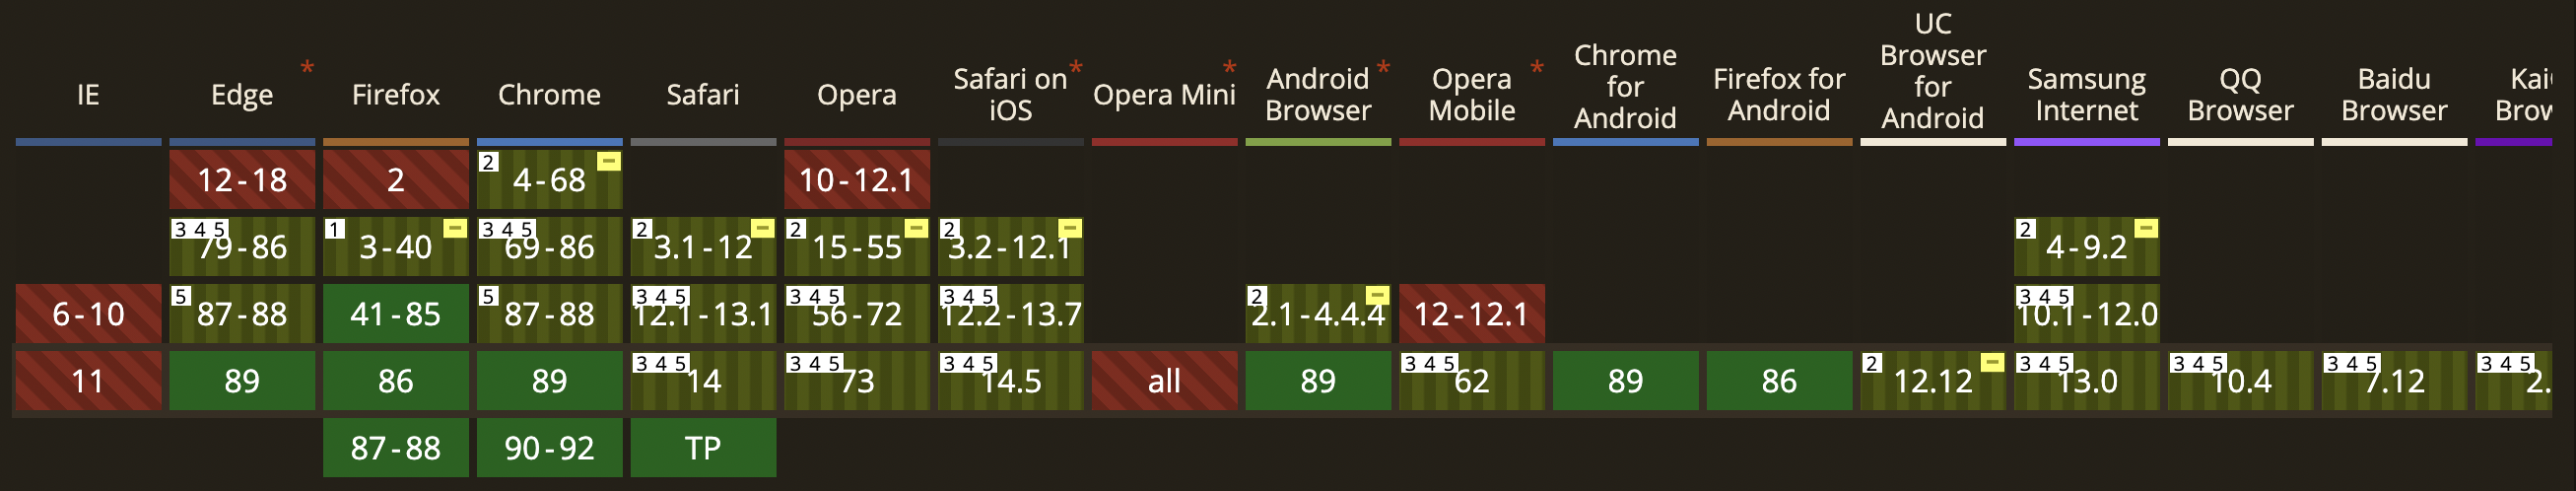 IE
Edge
*
Firefox
Chrome
Safari
Opera
Safari on
iOS
*
Opera Mini
*
Android
Browser
*
Opera
Mobile
*
Chrome
for
Android
Firefox for
Android
UC
Browser
for
Android
Samsung
Internet
QQ
Browser
Baidu
Browser
Kai
Brow
12-18
2
2
4-68
10-12.1
3 4 5
79-86
1
3-40
3 4 5
69-86
2
3.1-12
2
15-55
2
3.2-12.1
2
4-9.2
6-10
5
87-88
41-85
5
87-88
3 4 5
12.1-13.1
3 4 5
56-72
3 4 5
12.2-13.7
2
2.1-4.4.4
12-12.1
3 4 5
10.1-12.0
11
89
86
89
3 4 5
14
3 4 5
73
3 4 5
14.5
all
89
3 4 5
62
89
86
2
12.12
3 4 5
13.0
3 4 5
10.4
3 4 5
7.12
3 4 5
2.
87-88
90-92
TP